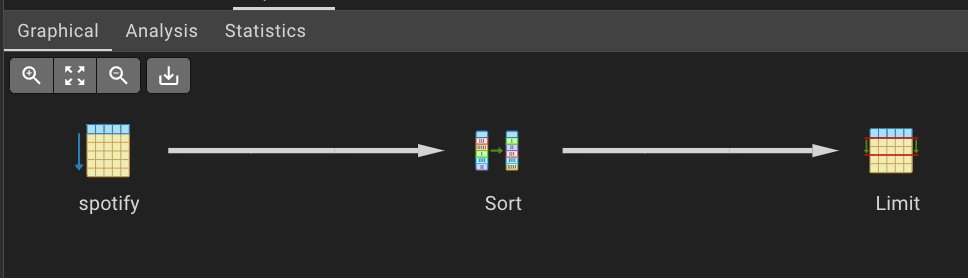 Graphical Analysis Statistics
spotify Sort Limit